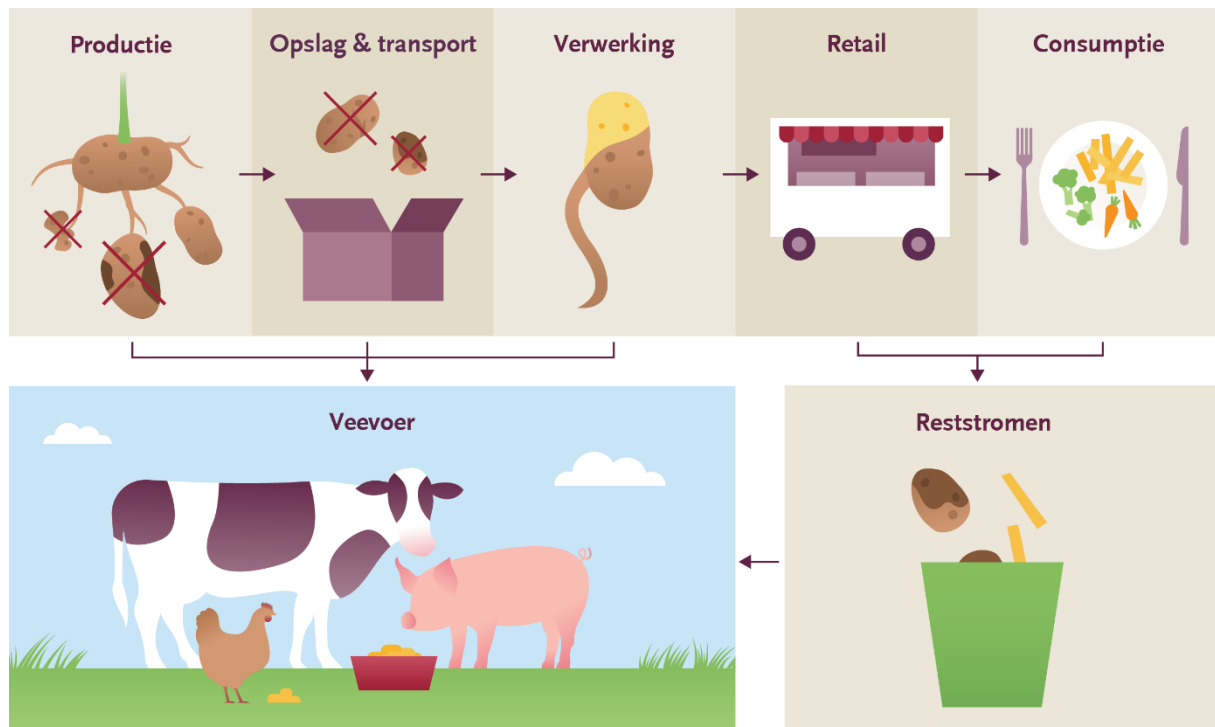 Productie
Opslag & transport
Verwerking
Retail
Consumptie
Veevoer
Reststromen